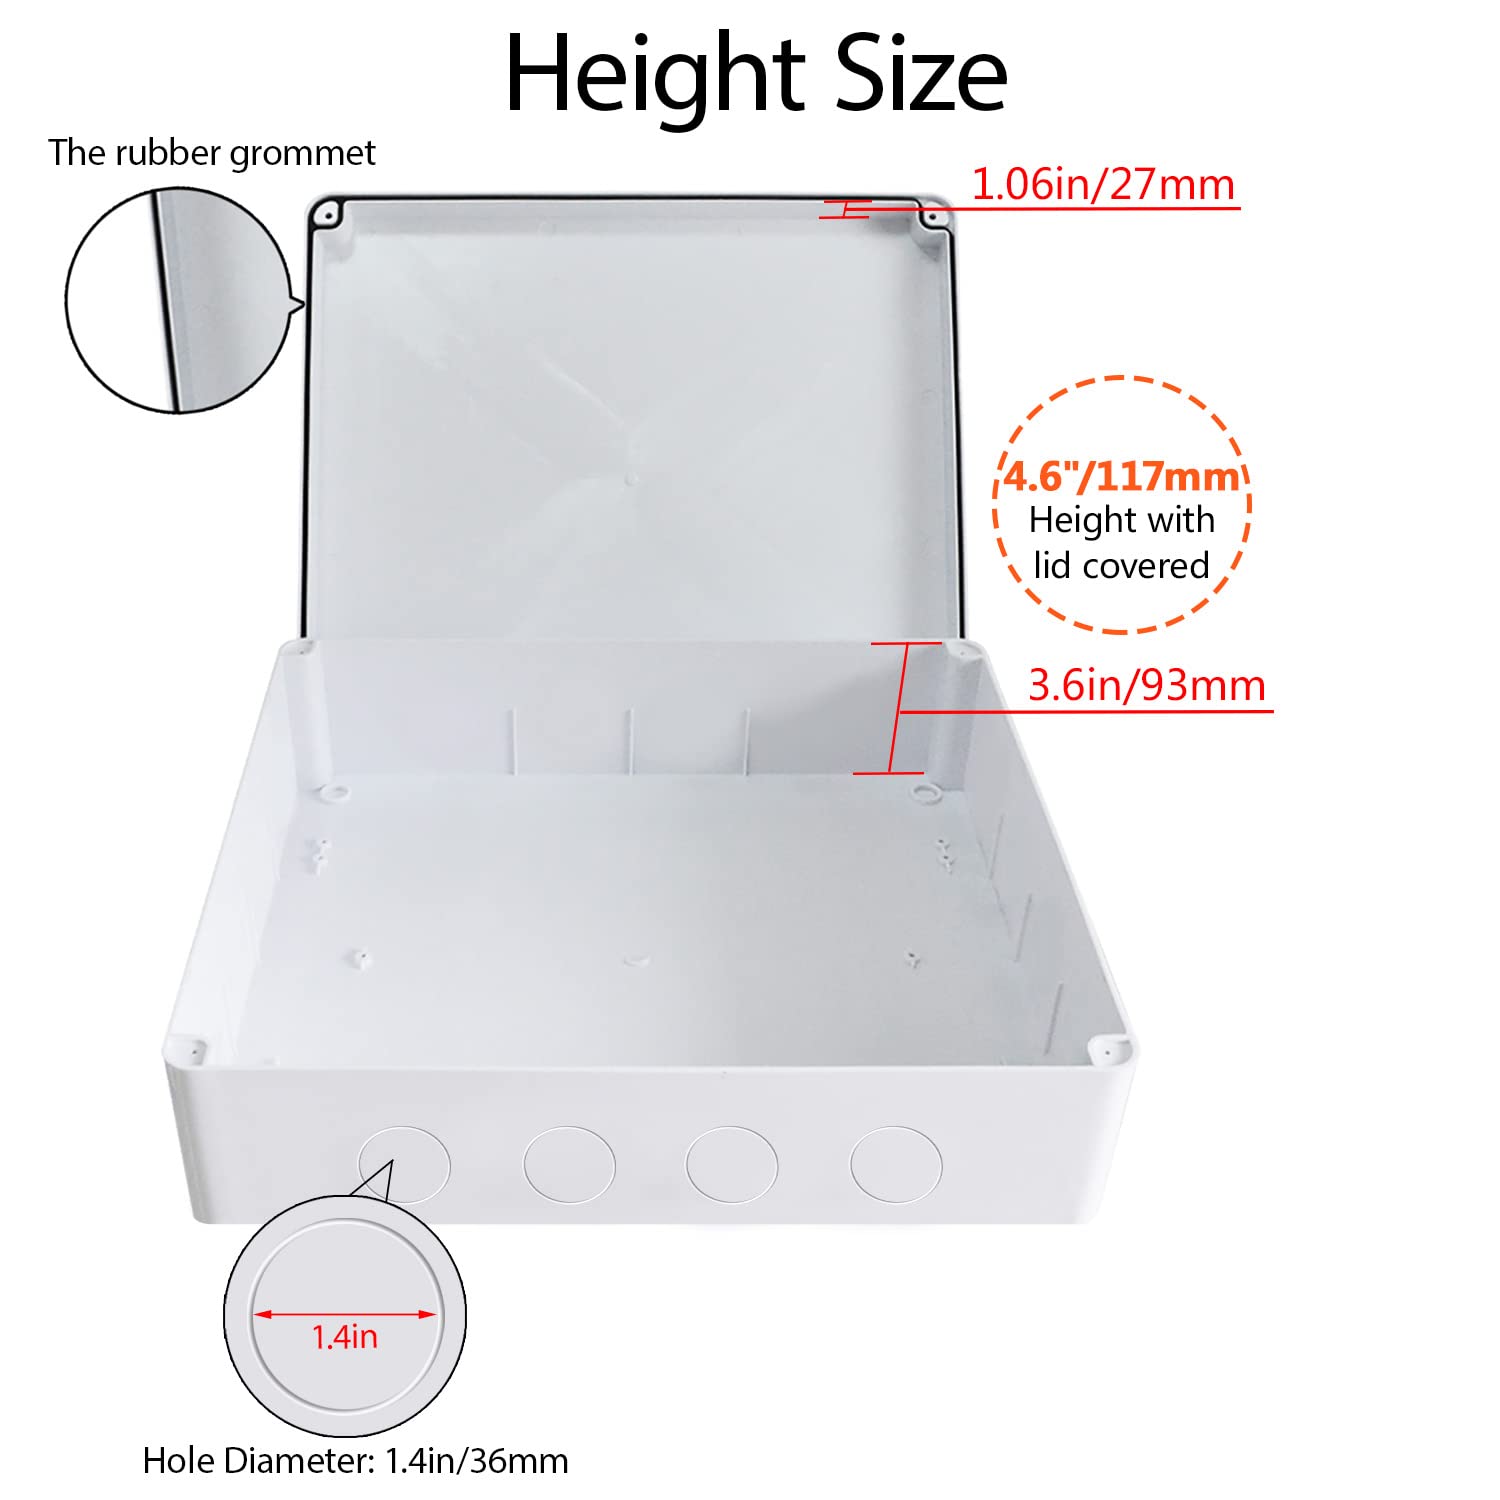 Height Size
The rubber grommet
1.06in/27mm
4.6"/117mm
Height with
lid covered
3.6in/93mm
1.4in
Hole Diameter: 1.4in/36mm